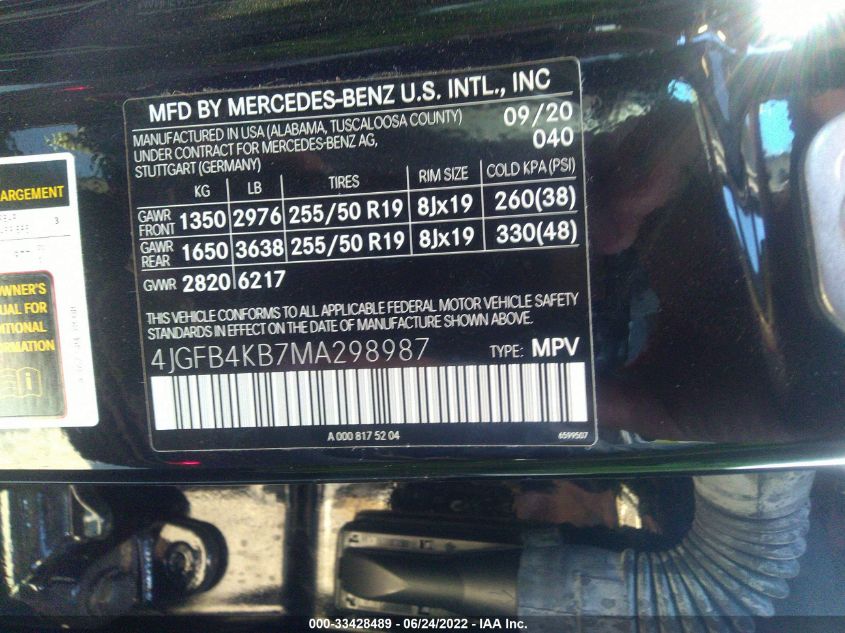 MFD BY MERCEDES-BENZ U.S. INTL., INC
MANUFACTURED IN USA (ALABAMA, TUSCALOOSA COUNTY) 09/20
UNDER CONTRACT FOR MERCEDES-BENZ AG, 040
STUTTGART (GERMANY)
KG LB TIRES RIM SIZE COLD KPA (PSI)
GAWR FRONT 1350 2976 255/50 R19 8Jx19 260(38)
GAWR REAR 1650 3638 255/50 R19 8Jx19 330(48)
GVWR 2820 6217
THIS VEHICLE CONFORMS TO ALL APPLICABLE FEDERAL MOTOR VEHICLE SAFETY
STANDARDS IN EFFECT ON THE DATE OF MANUFACTURE SHOWN ABOVE.
4JGFB4KB7MA298987 TYPE: MPV
A 000 817 52 04 6599507
ARGEMENT
3
WNER'S
UAL FOR
ITIONAL
ORMATION
000-33428489 - 06/24/2022 - IAA Inc.